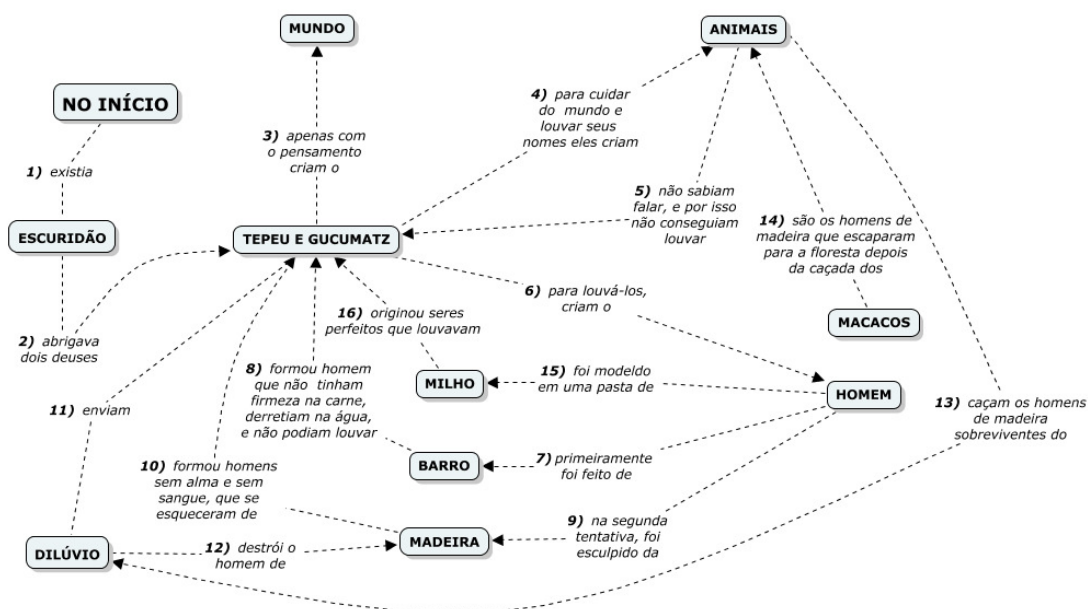 MUNDO
ANIMAIS
NO INÍCIO
4) para cuidar
do mundo e
louvar seus
nomes eles criam
3) apenas com
o pensamento
criam o
1) existia
5) não sabiam
falar, e por isso
não conseguiam
louvar
14) são os homens de
madeira que escaparam
para a floresta depois
da caçada dos
ESCURIDÃO
TEPEU E GUCUMATZ
6) para louvá-los,
criam o
16) originou seres
perfeitos que louvavam
MACACOS
2) abrigava
dois deuses
8) formou homem
que não tinham
firmeza na carne,
derretiam na água,
e não podiam louvar
MILHO
15) foi modeldo
em uma pasta de
HOMEM
11) enviam
13) caçam os homens
de madeira
sobreviventes do
10) formou homens
sem alma e sem
sangue, que se
esqueceram de
BARRO
7) primeiramente
foi feito de
9) na segunda
tentativa, foi
esculpido da
DILÚVIO
12) destrói o
homem de
MADEIRA